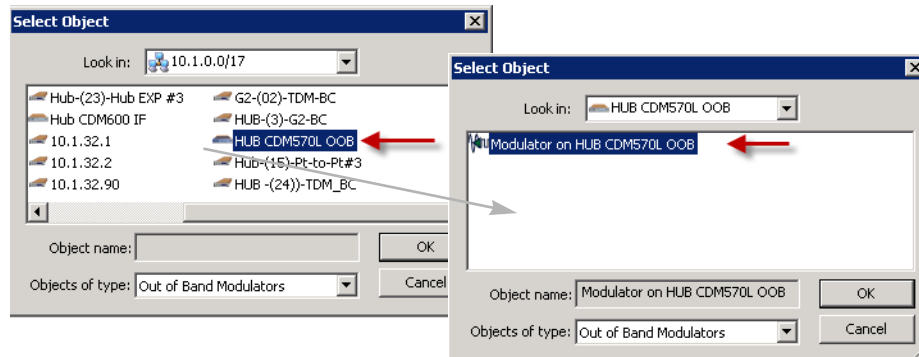 Select Object
Look in: 10.1.0.0/17
Hub-(23)-Hub EXP #3
Hub CDM600 IF
10.1.32.1
10.1.32.2
10.1.32.90
G2-(02)-TDM-BC
HUB-(3)-G2-BC
HUB CDM570L OOB
Hub-(15)-Pt-to-Pt#3
HUB -(24))-TDM_BC
Object name:
OK
Objects of type: Out of Band Modulators
Cancel
Select Object
Look in: HUB CDM570L OOB
Modulator on HUB CDM570L OOB
Object name: Modulator on HUB CDM570L OOB
OK
Objects of type: Out of Band Modulators
Cancel